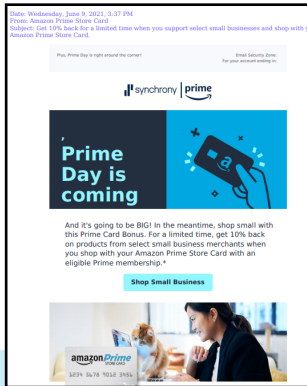 Date: Wednesday, June 9, 2021, 3:37 PM
From: Amazon Prime Store Card
Subject: Get 10% back for a limited time when you support select small businesses and shop with y
Amazon Prime Store Card.
Plus, Prime Day is right around the corner!
Email Security Zone:
For your account ending in:
synchrony | prime
,
Prime
Day is
coming
a
And it's going to be BIG! In the meantime, shop small with
this Prime Card Bonus. For a limited time, get 10% back
on products from select small business merchants when
you shop with your Amazon Prime Store Card with an
eligible Prime membership.*
Shop Small Business
amazonPrime
STORE CARD
1234 5678 9012 3456